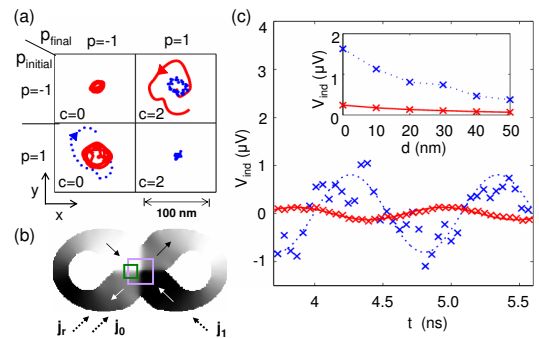 (a)
p_final
p=-1 p=1
p_initial
p=-1
c=0 c=2
p=1
c=0 c=2
y
x
100 nm
(b)
j_r j_0 j_1
(c)
V_ind (μV)
4
3
2
1
0
-1
4 4.5 5 5.5
t (ns)
V_ind (μV)
2
1
0
0 10 20 30 40 50
d (nm)